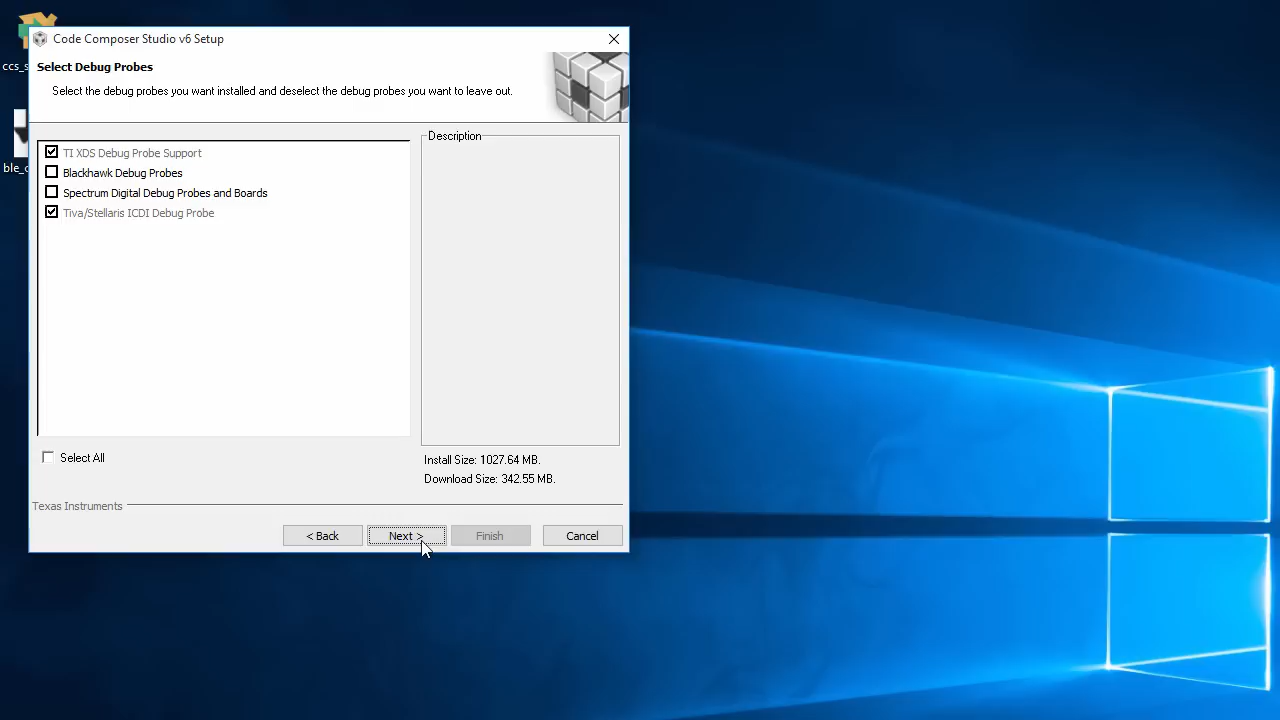 Code Composer Studio v6 Setup
Select Debug Probes
Select the debug probes you want installed and deselect the debug probes you want to leave out.
ccs_s
ble_c
TI XDS Debug Probe Support
Blackhawk Debug Probes
Spectrum Digital Debug Probes and Boards
Tiva/Stellaris ICDI Debug Probe
Select All
Description
Install Size: 1027.64 MB.
Download Size: 342.55 MB.
Texas Instruments
< Back
Next >
Finish
Cancel